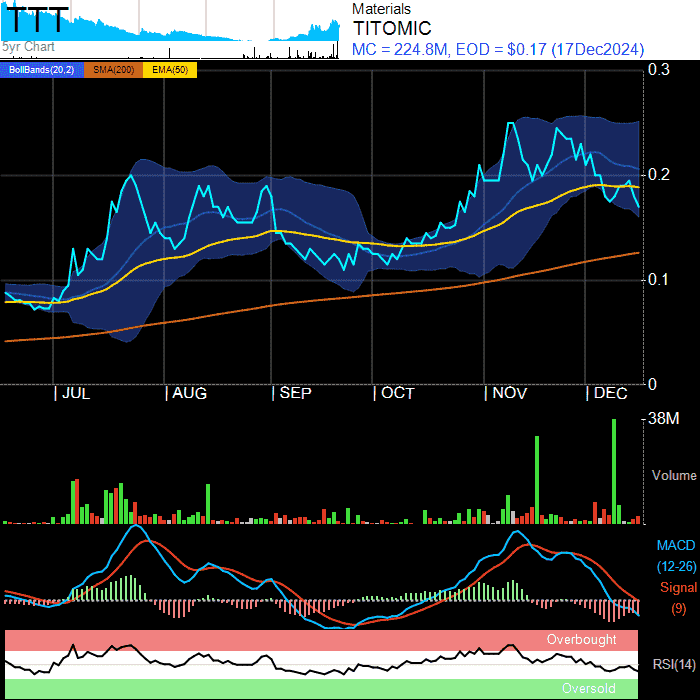 TTT
5yr Chart
Materials
TITOMIC
MC = 224.8M, EOD = $0.17 (17Dec2024)
BollBands(20,2) SMA(200) EMA(50)
0.3
0.2
0.1
0
JUL AUG SEP OCT NOV DEC
38M
Volume
MACD
(12-26)
Signal
(9)
Overbought
RSI(14)
Oversold